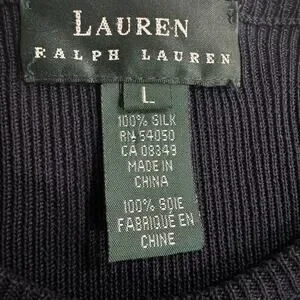 LAUREN
RALPH LAUREN
L
100% SILK
RN 54050
CA 08349
MADE IN
CHINA
100% SOIE
FABRIQUÉ EN
CHINE